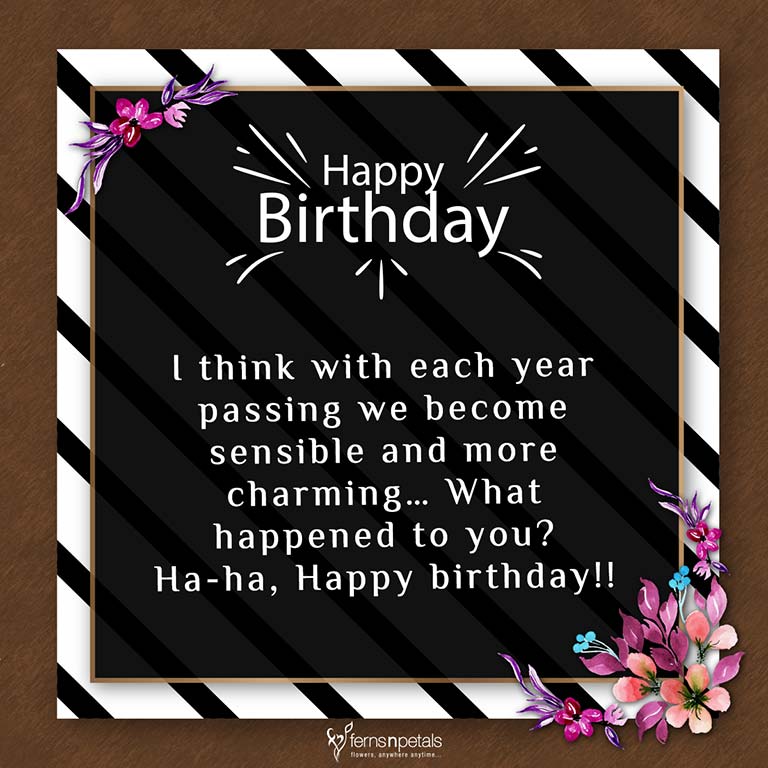 Happy
Birthday
I think with each year
passing we become
sensible and more
charming... What
happened to you?
Ha-ha, Happy birthday!!
fernsnpetals
flowers, anywhere anytime...